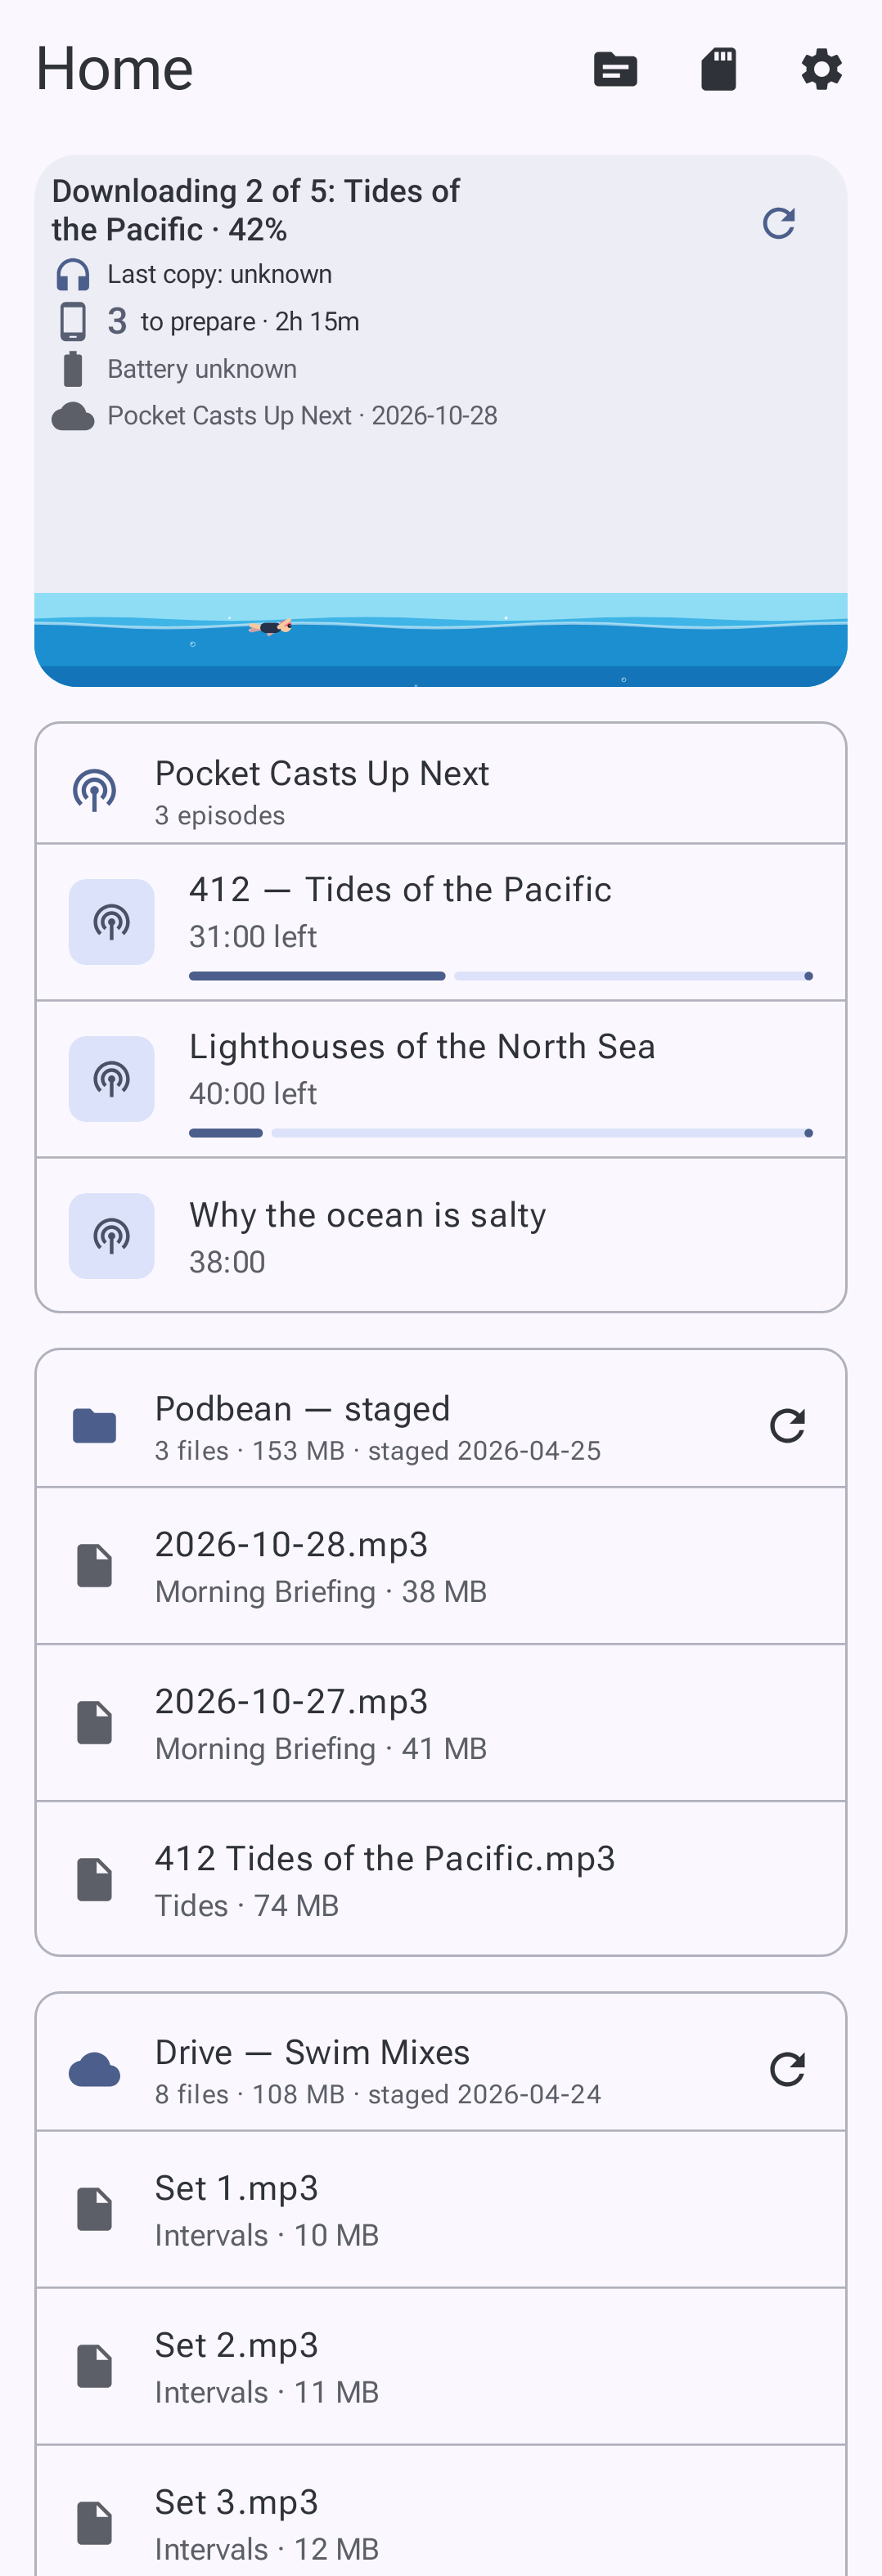 Home
Downloading 2 of 5: Tides of
the Pacific · 42%
Last copy: unknown
3 to prepare · 2h 15m
Battery unknown
Pocket Casts Up Next · 2026-10-28
Pocket Casts Up Next
3 episodes
412 — Tides of the Pacific
31:00 left
Lighthouses of the North Sea
40:00 left
Why the ocean is salty
38:00
Podbean — staged
3 files · 153 MB · staged 2026-04-25
2026-10-28.mp3
Morning Briefing · 38 MB
2026-10-27.mp3
Morning Briefing · 41 MB
412 Tides of the Pacific.mp3
Tides · 74 MB
Drive — Swim Mixes
8 files · 108 MB · staged 2026-04-24
Set 1.mp3
Intervals · 10 MB
Set 2.mp3
Intervals · 11 MB
Set 3.mp3
Intervals · 12 MB